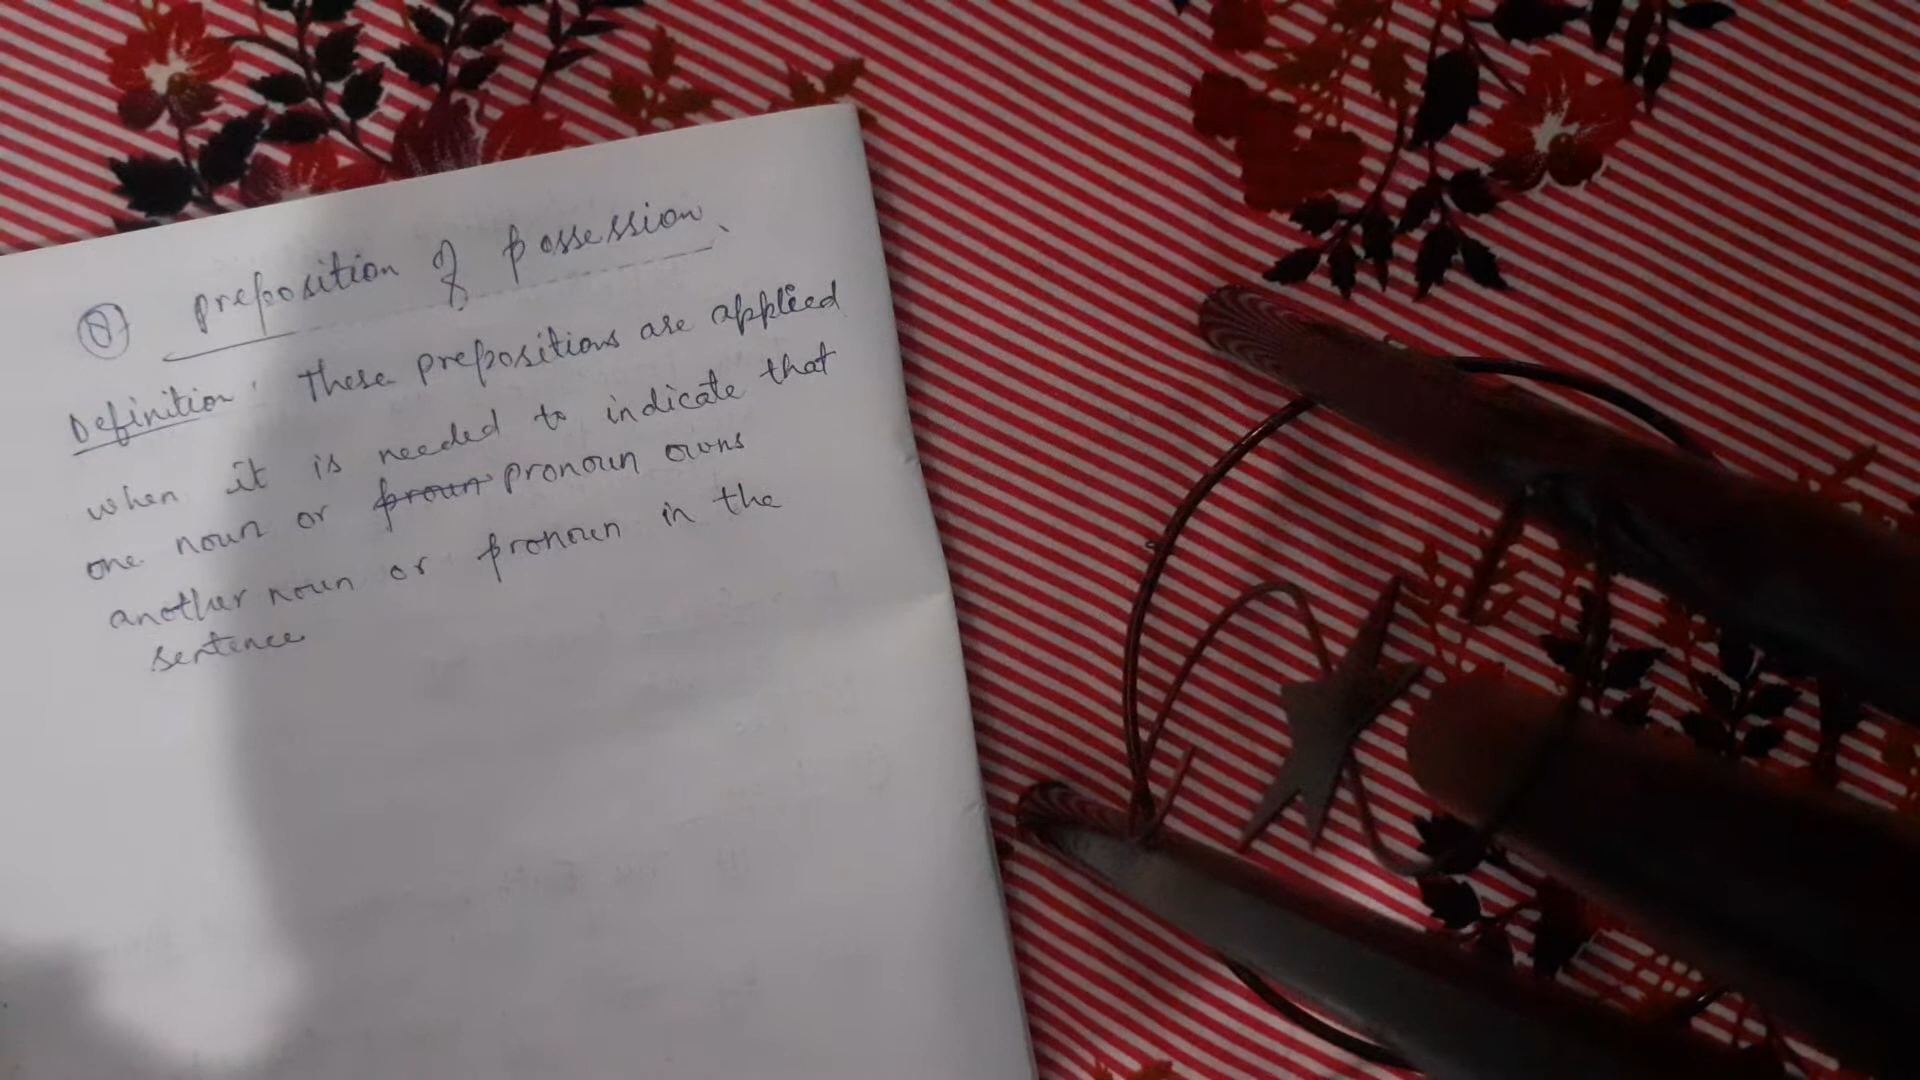 preposition of possession
Definition: These prepositions are applied
when it is needed to indicate that
one noun or proun pronoun owns
another noun or pronoun in the
sentence